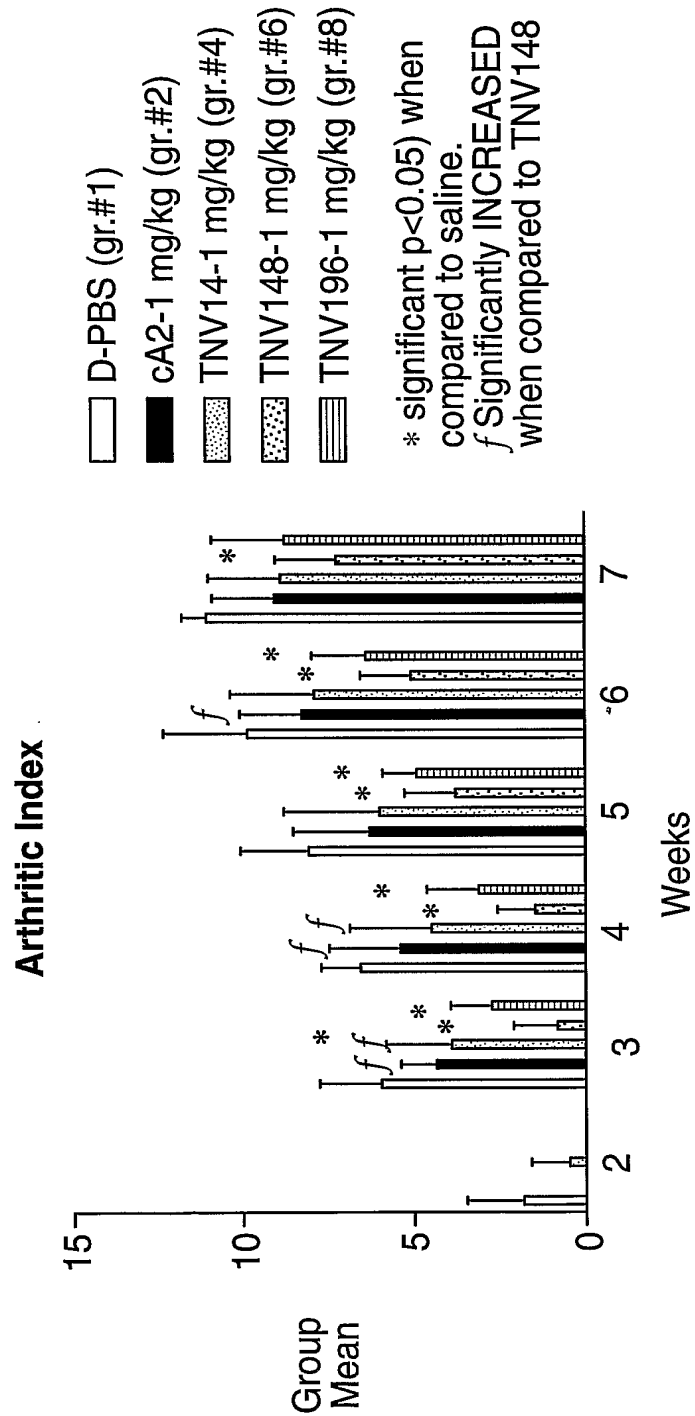 Arthritic Index
D-PBS (gr.#1)
cA2-1 mg/kg (gr.#2)
TNV14-1 mg/kg (gr.#4)
TNV148-1 mg/kg (gr.#6)
TNV196-1 mg/kg (gr.#8)
* significant p<0.05) when
compared to saline.
ƒ Significantly INCREASED
when compared to TNV148
Group
Mean
15
10
5
0
ƒ ƒ * * *
ƒ ƒ * *
* *
ƒ * *
*
2 3 4 5 6 7
Weeks